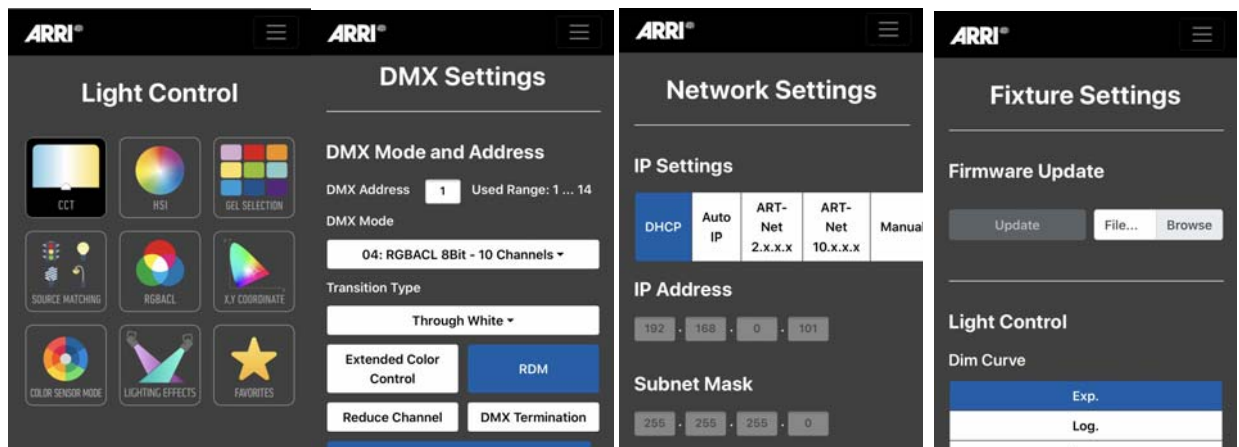 ARRI
Light Control
CCT
HSI
GEL SELECTION
SOURCE MATCHING
RGBACL
X,Y COORDINATE
COLOR SENSOR MODE
LIGHTING EFFECTS
FAVORITES
ARRI
DMX Settings
DMX Mode and Address
DMX Address 1 Used Range: 1 ... 14
DMX Mode
04: RGBACL 8Bit - 10 Channels
Transition Type
Through White
Extended Color
Control
RDM
Reduce Channel
DMX Termination
ARRI
Network Settings
IP Settings
DHCP
Auto
IP
ART-
Net
2.x.x.x
ART-
Net
10.x.x.x
Manual
IP Address
192 . 168 . 0 . 101
Subnet Mask
255 . 255 . 255 . 0
ARRI
Fixture Settings
Firmware Update
Update File... Browse
Light Control
Dim Curve
Exp.
Log.